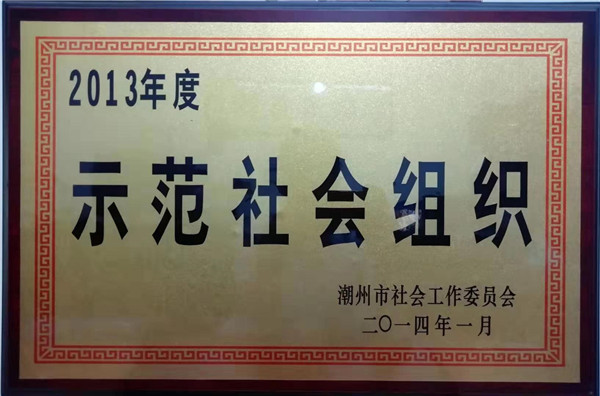 2013年度
示范社会组织
潮州市社会工作委员会
二〇一四年一月